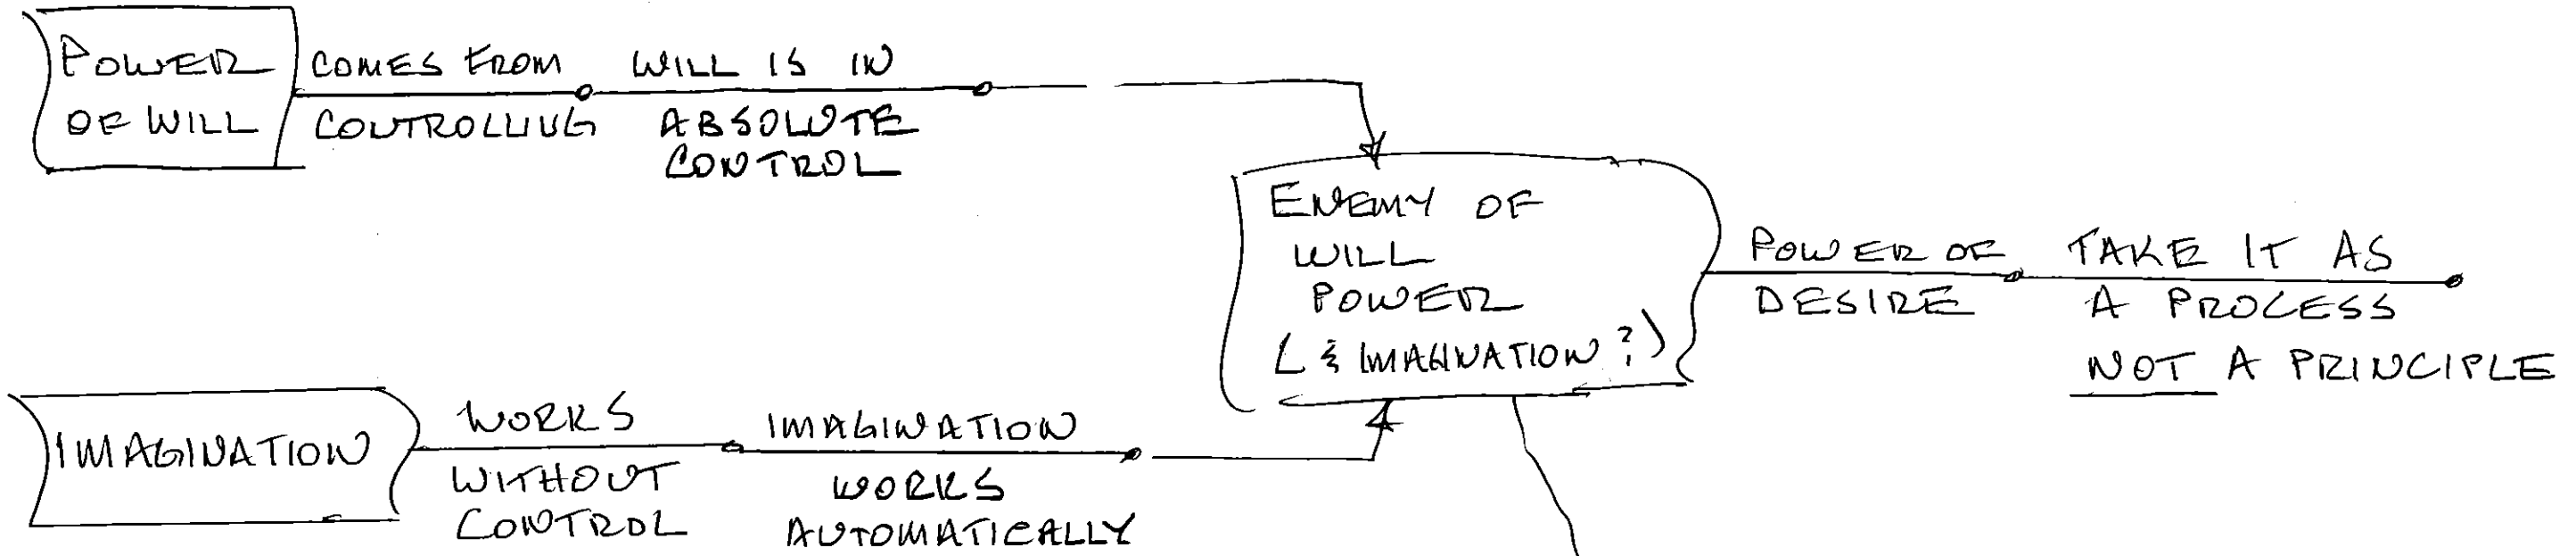 POWER
OF WILL
COMES FROM
CONTROLLING
WILL IS IN
ABSOLUTE
CONTROL
IMAGINATION
WORKS
WITHOUT
CONTROL
IMAGINATION
WORKS
AUTOMATICALLY
ENEMY OF
WILL
POWER
(& IMAGINATION?)
POWER OF
DESIRE
TAKE IT AS
A PROCESS
NOT A PRINCIPLE